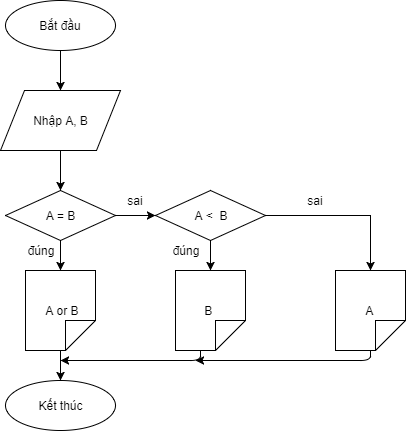 Bắt đầu
Nhập A, B
A = B
sai
A < B
sai
đúng
đúng
A or B
B
A
Kết thúc